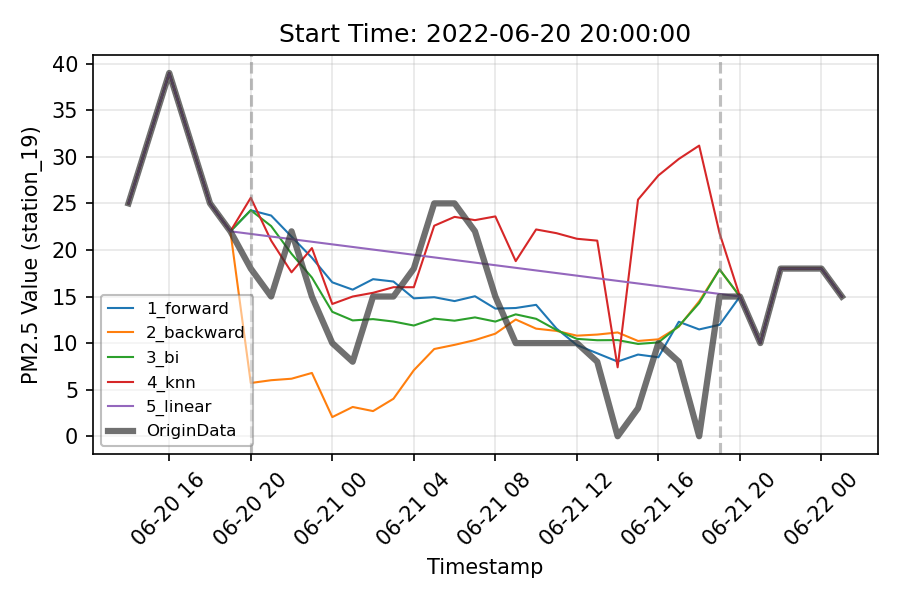 Start Time: 2022-06-20 20:00:00
PM2.5 Value (station_19)
40
35
30
25
20
15
10
5
0
1_forward
2_backward
3_bi
4_knn
5_linear
OriginData
06-20 16
06-20 20
06-21 00
06-21 04
06-21 08
06-21 12
06-21 16
06-21 20
06-22 00
Timestamp